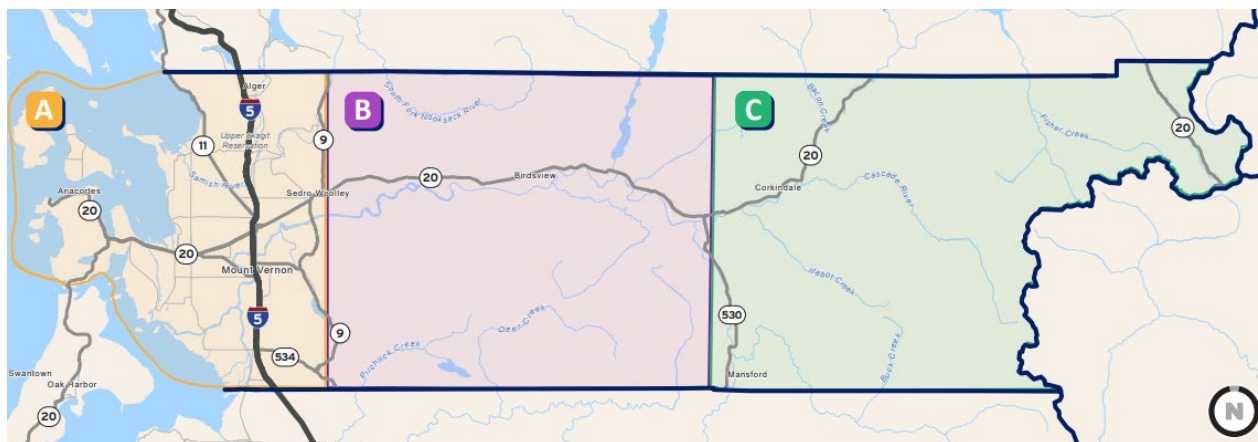 A
B
C
Alger
5
Upper Skagit
Reservation
11
9
Samish River
South Fork Nooksack River
Bacon Creek
Fisher Creek
20
20
Anacortes
20
Sedro Woolley
20
Birdsview
Corkindale
Cascade River
20
Mount Vernon
Illabot Creek
5
9
534
530
Deer Creek
Pilchuck Creek
Buck Creek
Mansford
Swantown
Oak Harbor
20
N